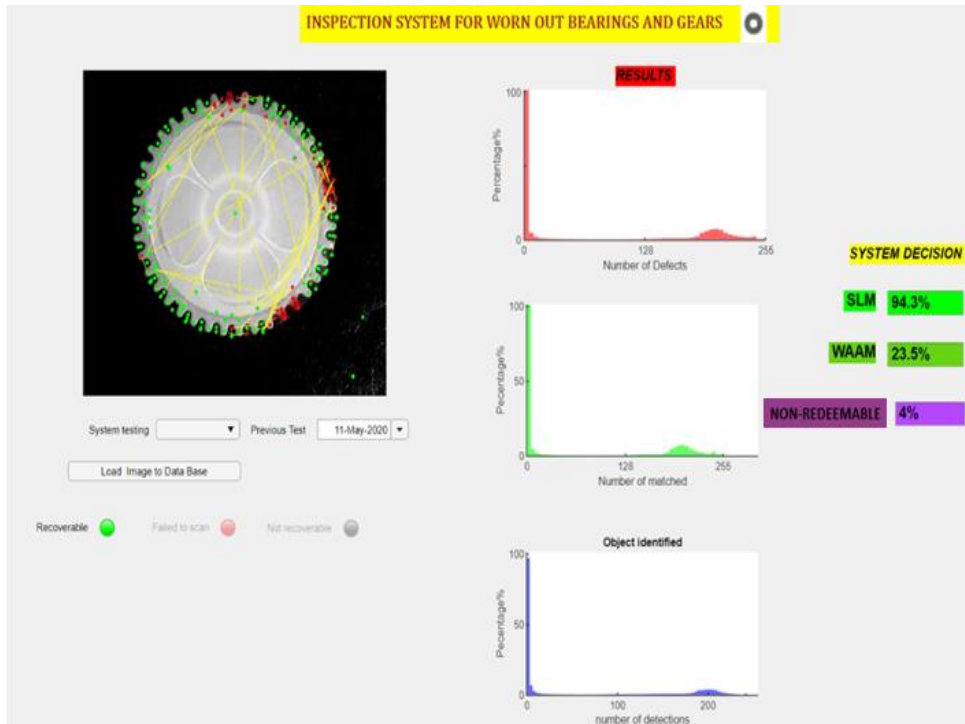 INSPECTION SYSTEM FOR WORN OUT BEARINGS AND GEARS
RESULTS
100
Percentage%
0
0 128 255
Number of Defects
SYSTEM DECISION
SLM 94.3%
WAAM 23.5%
NON-REDEEMABLE 4%
100
50
Pecentage%
0
0 128 255
Number of matched
System testing Previous Test 11-May-2020
Load Image to Data Base
Recoverable Failed to scan Not recoverable
Object identified
100
50
Pecentage%
0
0 100 200
number of detections